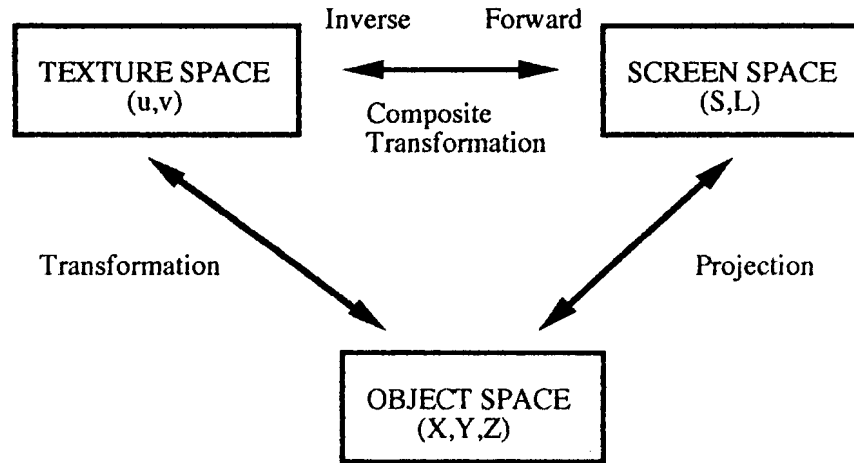 Inverse
Forward
TEXTURE SPACE
(u,v)
SCREEN SPACE
(S,L)
Composite
Transformation
Transformation
Projection
OBJECT SPACE
(X,Y,Z)